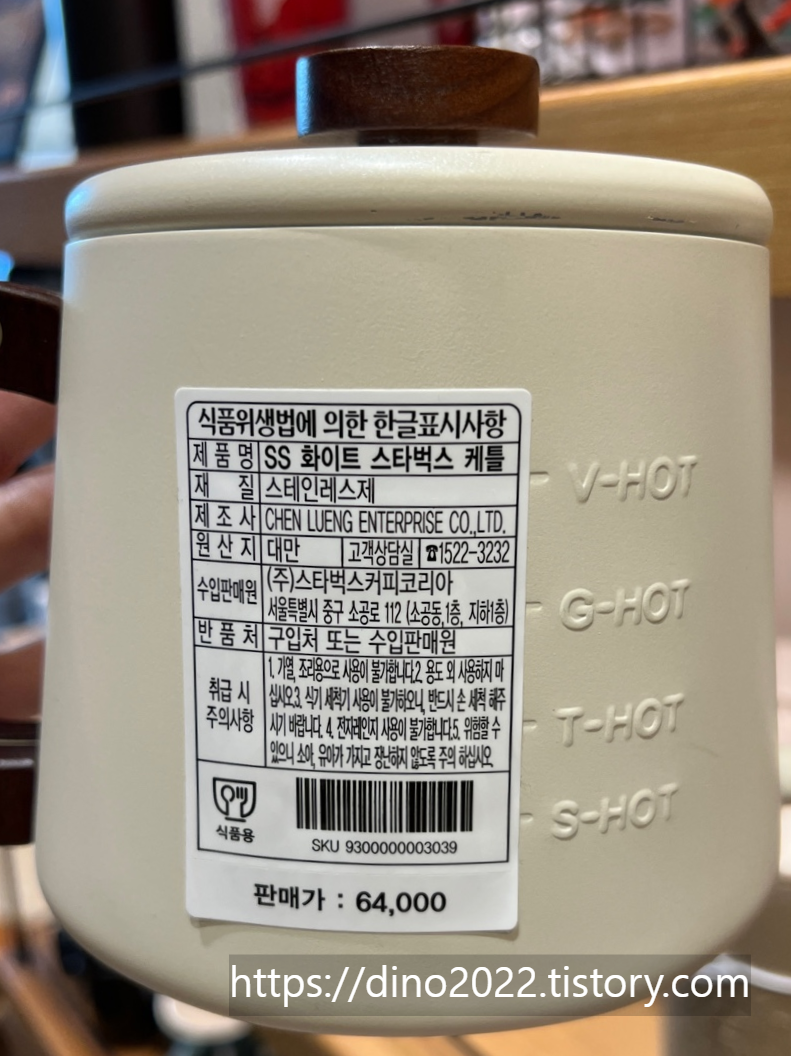 식품위생법에 의한 한글표시사항
제 품 명 SS 화이트 스타벅스 케틀
재 질 스테인레스제
제 조 사 CHEN LUENG ENTERPRISE CO.,LTD.
원 산 지 대만 고객상담실 ☎1522-3232
수입판매원 (주)스타벅스커피코리아
서울특별시 중구 소공로 112 (소공동,1층, 지하1층)
반 품 처 구입처 또는 수입판매원
취급 시 주의사항
1. 가열, 조리용으로 사용이 불가합니다.2. 용도 외 사용하지 마
십시오.3. 식기 세척기 사용이 불가하오니, 반드시 손 세척 해주
시기 바랍니다. 4. 전자레인지 사용이 불가합니다.5. 위험할 수
있으니 소아, 유아가 가지고 장난하지 않도록 주의 하십시오.
식품용
SKU 9300000003039
판매가 : 64,000
V-HOT
G-HOT
T-HOT
S-HOT
https://dino2022.tistory.com